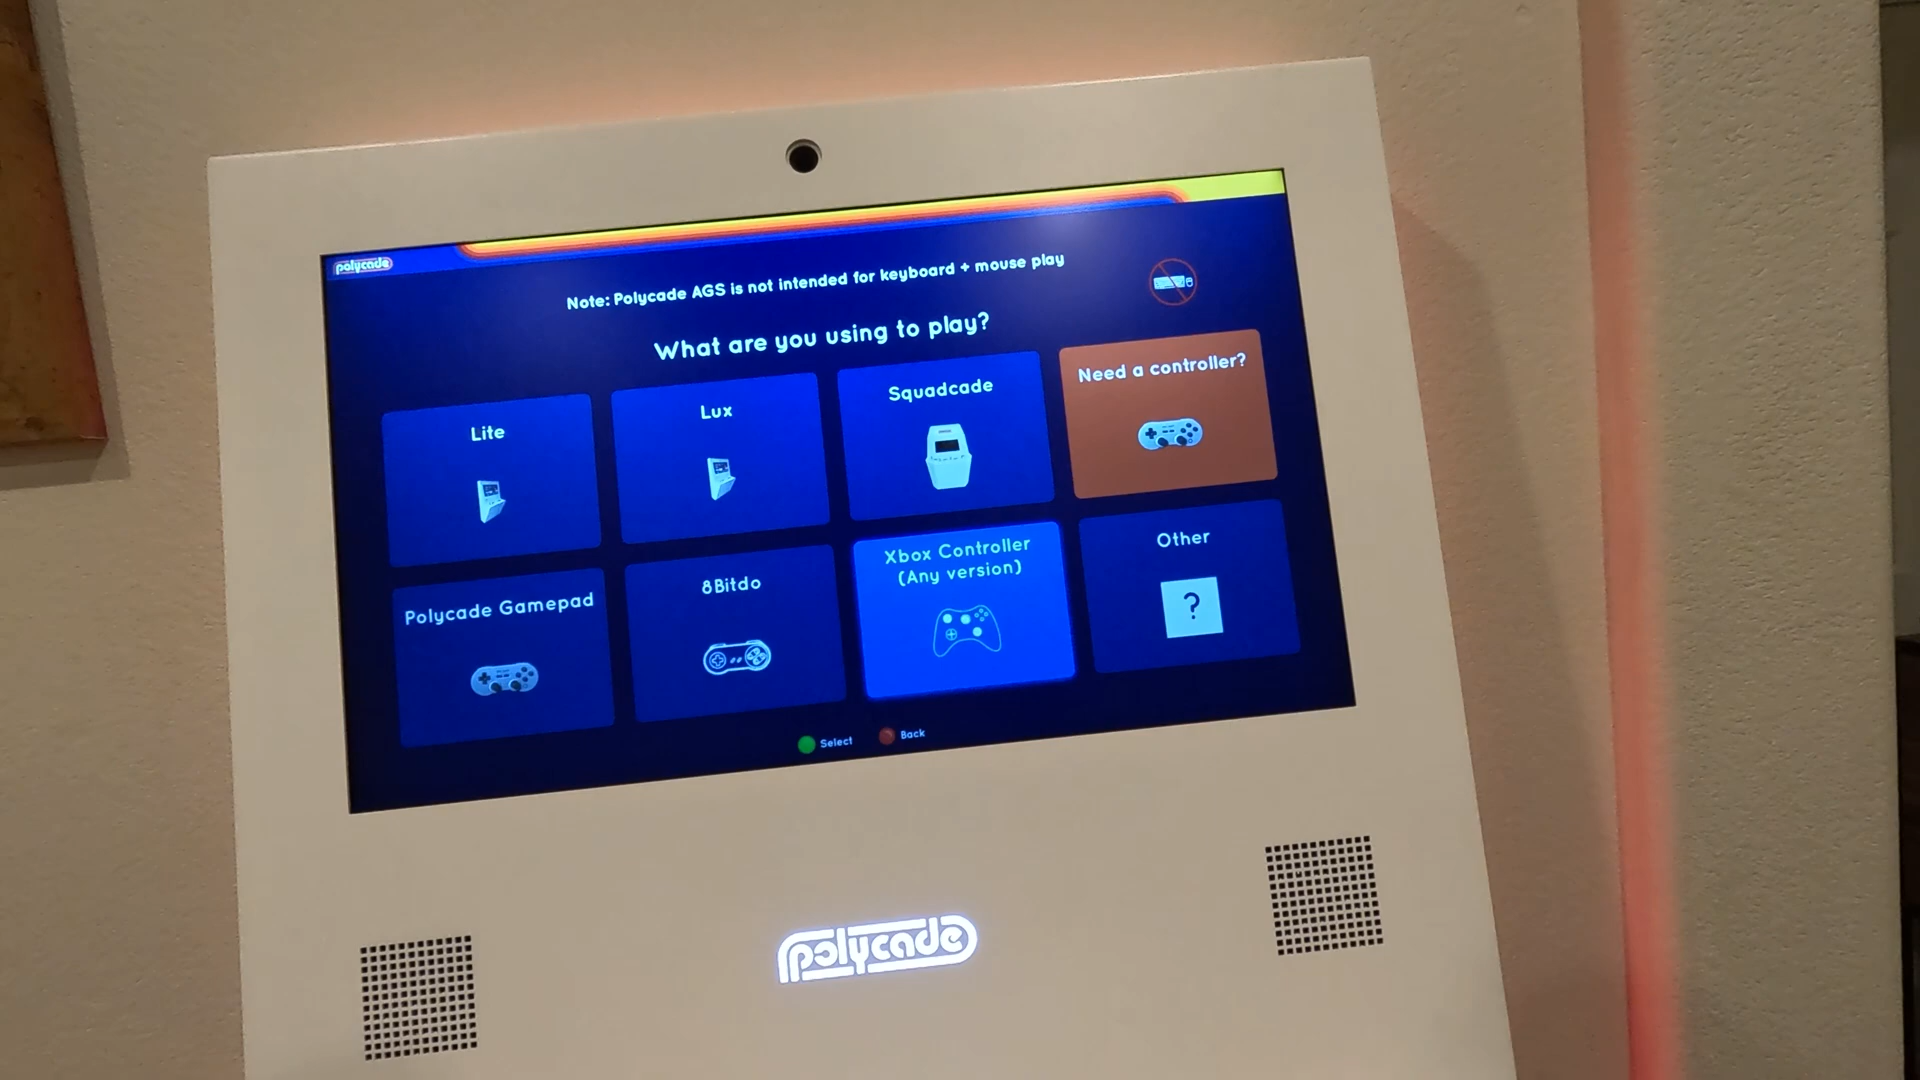 polycade
Note: Polycade AGS is not intended for keyboard + mouse play
What are you using to play?
Lite
Lux
Squadcade
Need a controller?
Polycade Gamepad
8Bitdo
Xbox Controller
(Any version)
Other
?
Select
Back
polycade